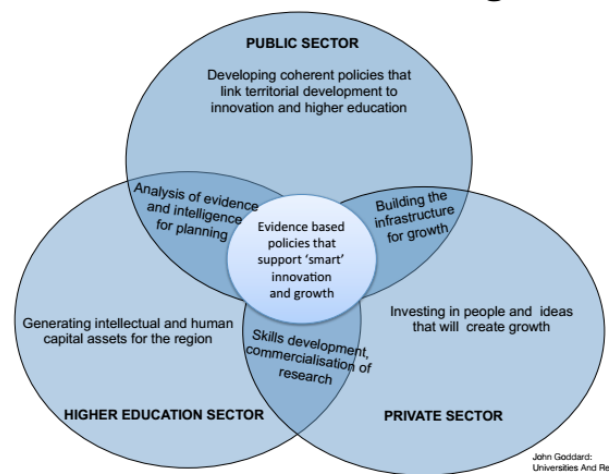 PUBLIC SECTOR
Developing coherent policies that
link territorial development to
innovation and higher education
Analysis of evidence
and intelligence
for planning
Building the
infrastructure
for growth
Evidence based
policies that
support ‘smart’
innovation
and growth
Generating intellectual and human
capital assets for the region
Investing in people and ideas
that will create growth
Skills development,
commercialisation of
research
HIGHER EDUCATION SECTOR
PRIVATE SECTOR
John Goddard:
Universities And Re